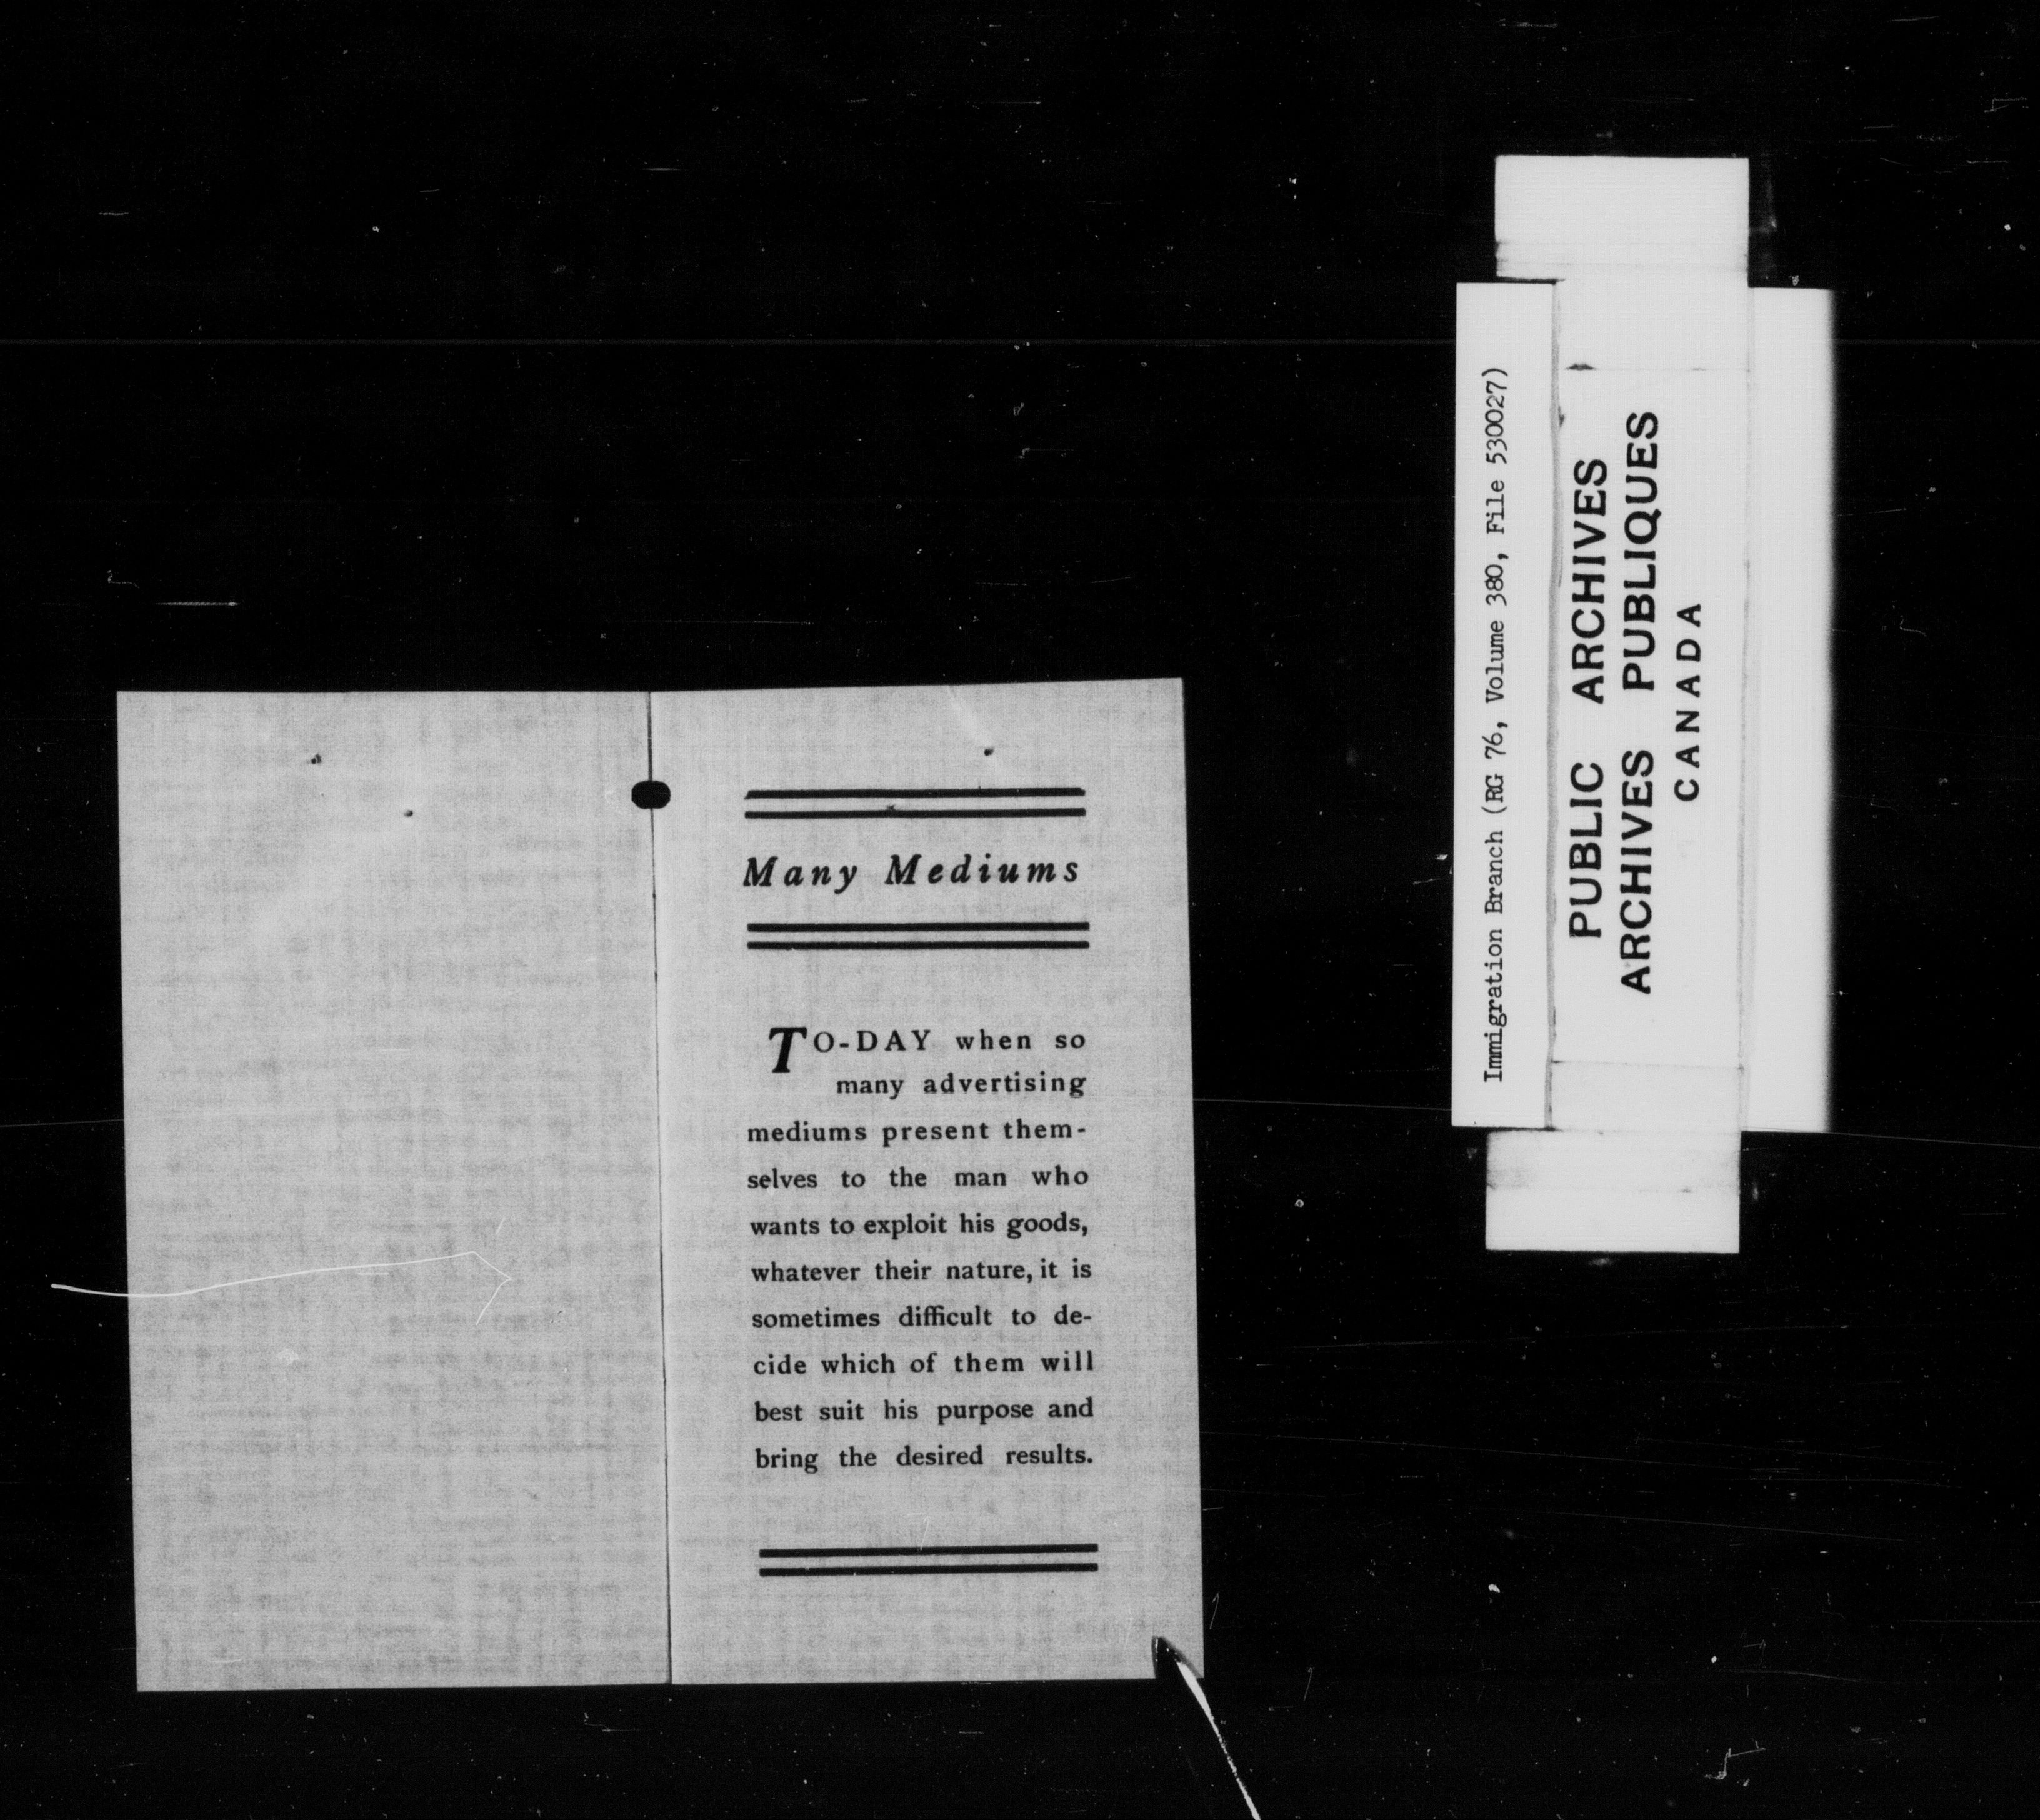 Many Mediums
TO-DAY when so
many advertising
mediums present them-
selves to the man who
wants to exploit his goods,
whatever their nature, it is
sometimes difficult to de-
cide which of them will
best suit his purpose and
bring the desired results.
Immigration Branch (RG 76, Volume 380, File 530027)
PUBLIC ARCHIVES
ARCHIVES PUBLIQUES
CANADA